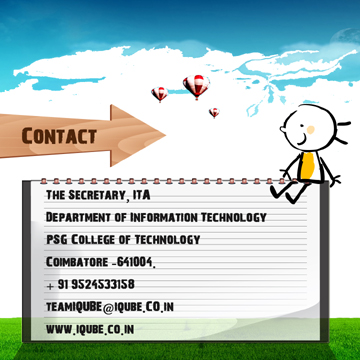 Contact
The Secretary, ITA
Department of Information Technology
PSG College of Technology
Coimbatore -641004.
+ 91 9524533158
teamiQUBE@iqube.CO.in
www.iqube.co.in